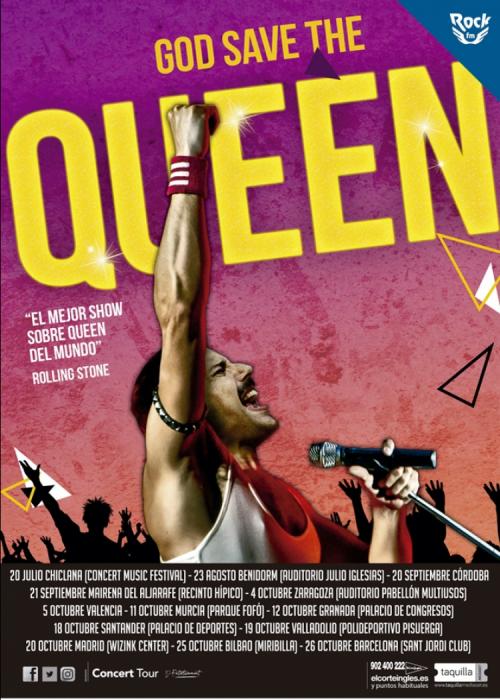 Rock
fm
GOD SAVE THE
QUEEN
“EL MEJOR SHOW
SOBRE QUEEN
DEL MUNDO”
ROLLING STONE
20 JULIO CHICLANA (CONCERT MUSIC FESTIVAL) - 23 AGOSTO BENIDORM (AUDITORIO JULIO IGLESIAS) - 20 SEPTIEMBRE CÓRDOBA
21 SEPTIEMBRE MAIRENA DEL ALJARAFE (RECINTO HÍPICO) - 4 OCTUBRE ZARAGOZA (AUDITORIO PABELLÓN MULTIUSOS)
5 OCTUBRE VALENCIA - 11 OCTUBRE MURCIA (PARQUE FOFÓ) - 12 OCTUBRE GRANADA (PALACIO DE CONGRESOS)
18 OCTUBRE SANTANDER (PALACIO DE DEPORTES) - 19 OCTUBRE VALLADOLID (POLIDEPORTIVO PISUERGA)
20 OCTUBRE MADRID (WIZINK CENTER) - 25 OCTUBRE BILBAO (MIRIBILLA) - 26 OCTUBRE BARCELONA (SANT JORDI CLUB)
Concert Tour
902 400 222
elcorteingles.es
y puntos habituales
taquilla